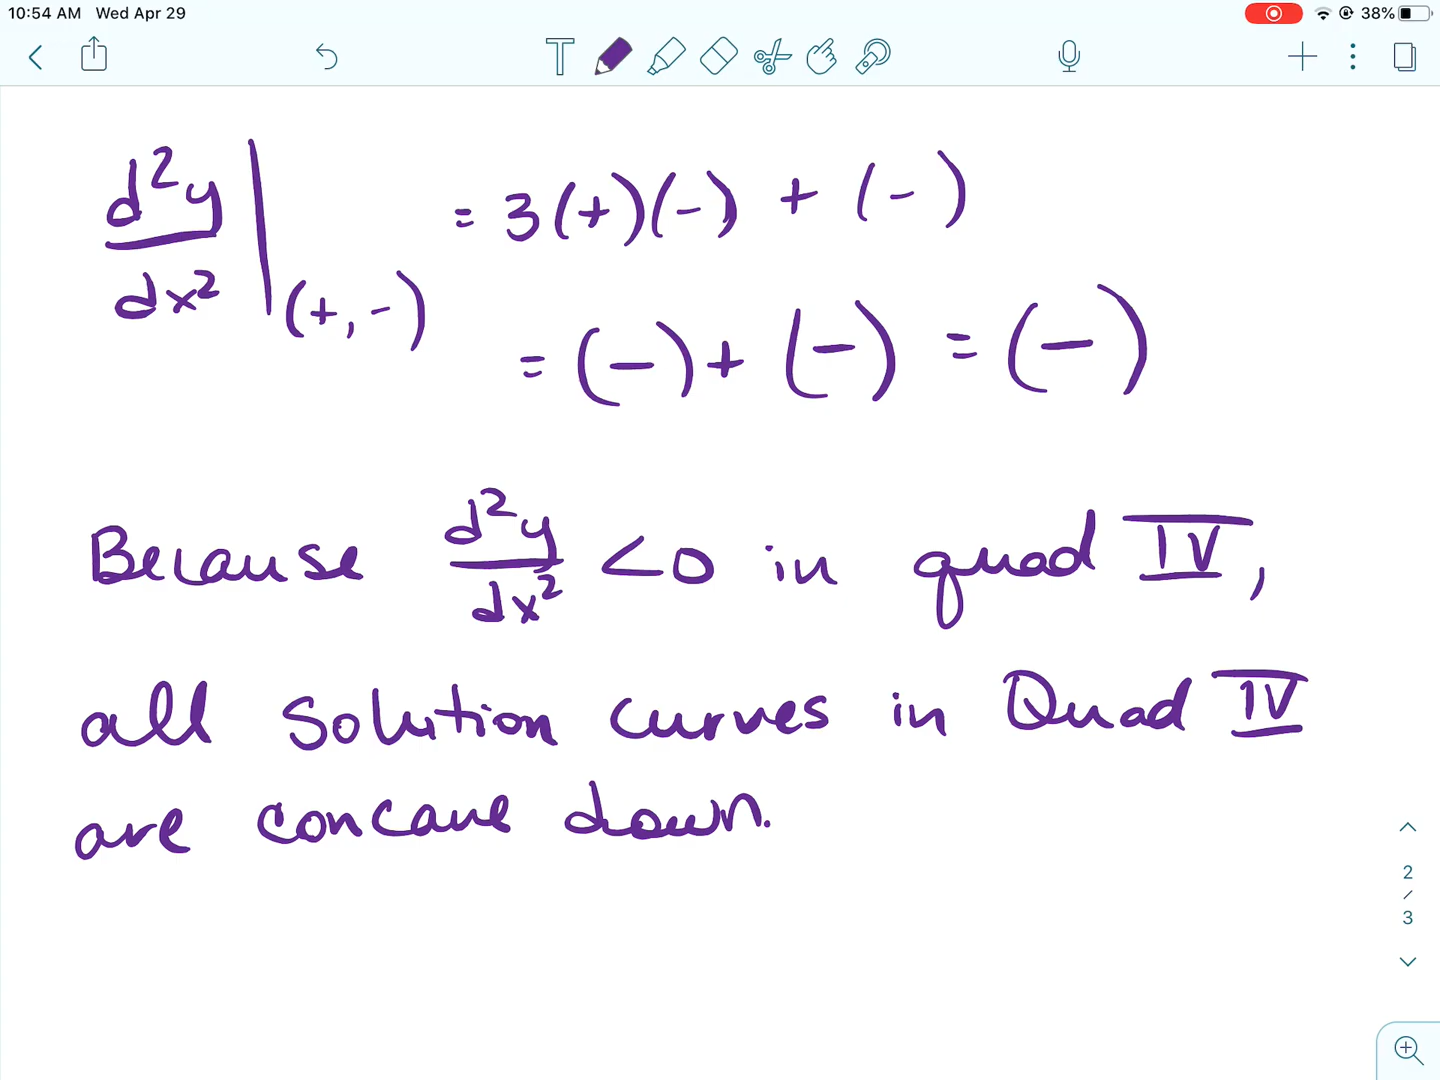 10:54 AM Wed Apr 29 38%
d²y/dx² |(+, -) = 3(+)(-) + (-)
= (-) + (-) = (-)
Because d²y/dx² <0 in quad IV,
all solution curves in Quad IV
are concave down.
2
/
3